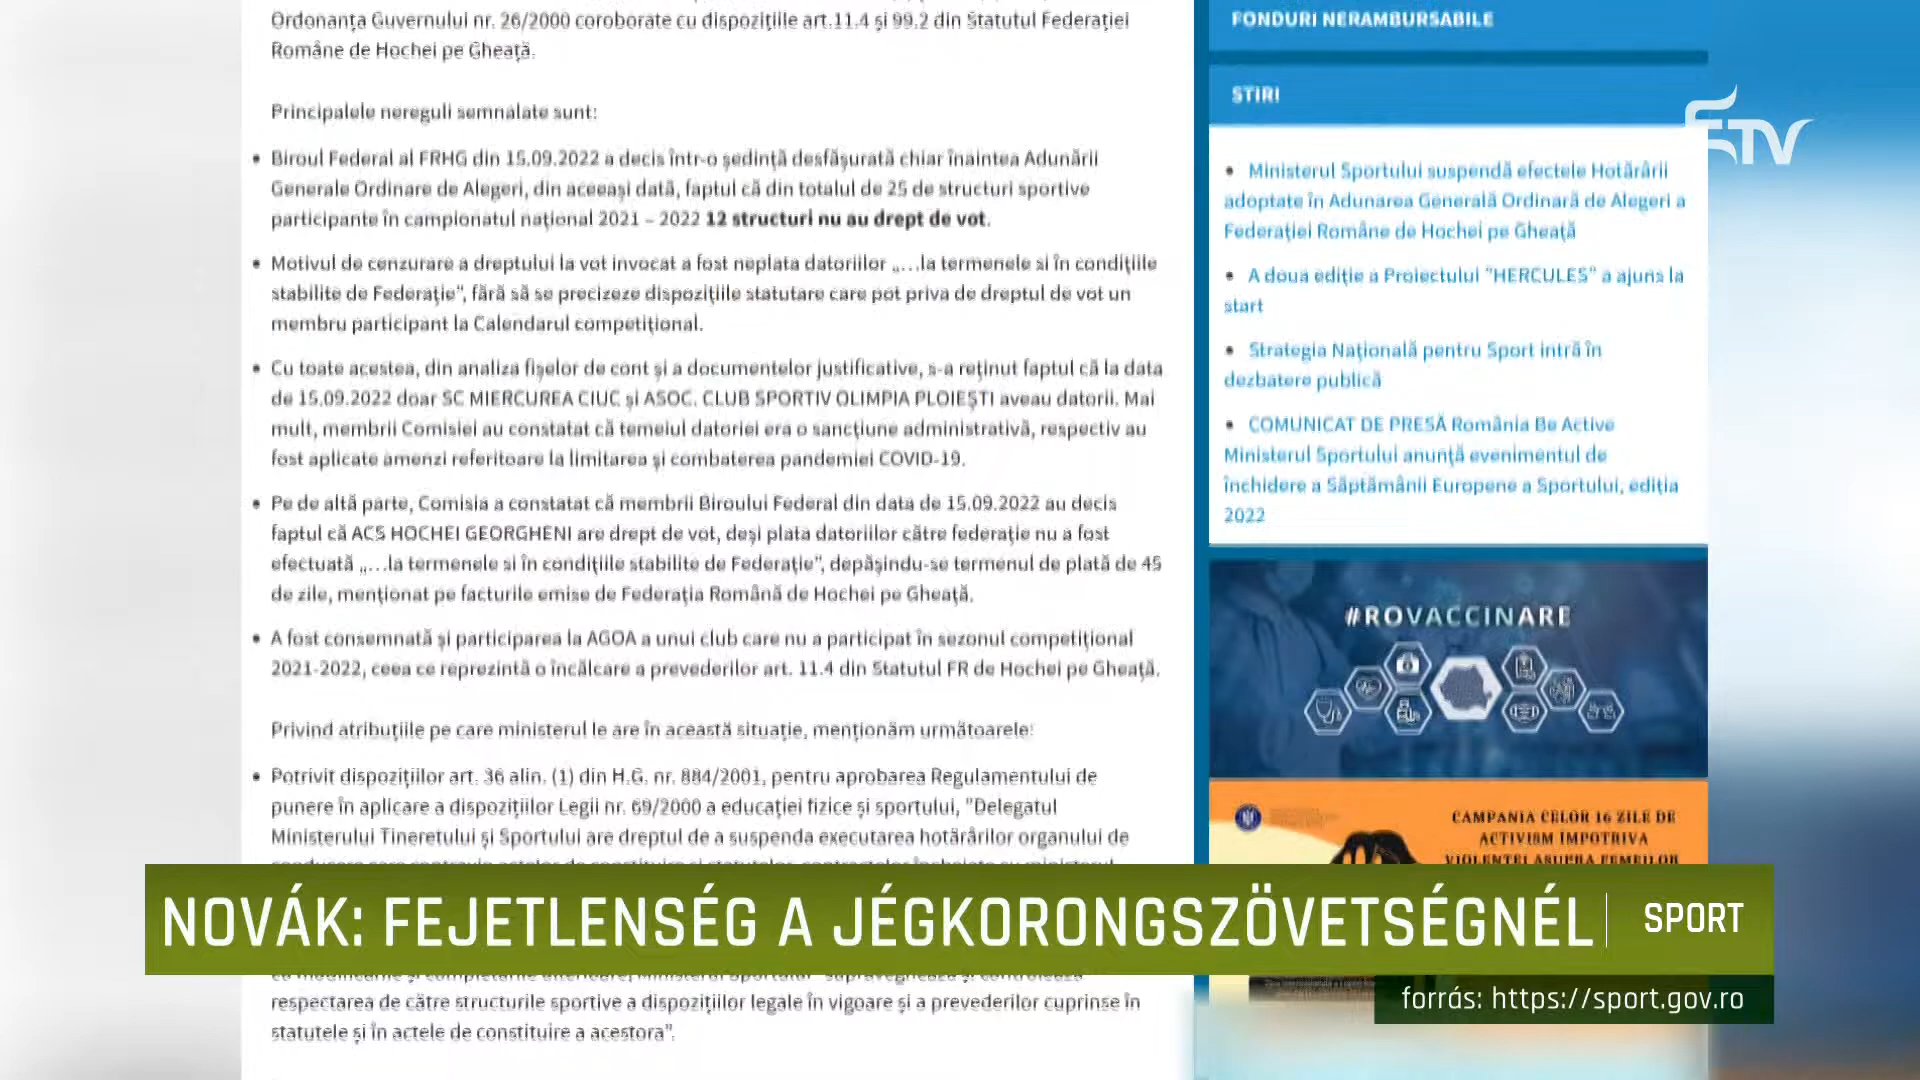 Ordonanța Guvernului nr. 26/2000 coroborate cu dispozițiile art.11.4 și 99.2 din Statutul Federației
Române de Hochei pe Gheață.
Principalele nereguli semnalate sunt:
• Biroul Federal al FRHG din 15.09.2022 a decis într-o ședință desfășurată chiar înaintea Adunării
Generale Ordinare de Alegeri, din aceeași dată, faptul că din totalul de 25 de structuri sportive
participante în campionatul național 2021 – 2022 12 structuri nu au drept de vot.
• Motivul de cenzurare a dreptului la vot invocat a fost neplata datoriilor „…la termenele si în condițiile
stabilite de Federație”, fără să se precizeze dispozițiile statutare care pot priva de dreptul de vot un
membru participant la Calendarul competițional.
• Cu toate acestea, din analiza fișelor de cont și a documentelor justificative, s-a reținut faptul că la data
de 15.09.2022 doar SC MIERCUREA CIUC și ASOC. CLUB SPORTIV OLIMPIA PLOIEȘTI aveau datorii. Mai
mult, membrii Comisiei au constatat că temeiul datoriei era o sancțiune administrativă, respectiv au
fost aplicate amenzi referitoare la limitarea și combaterea pandemiei COVID-19.
• Pe de altă parte, Comisia a constatat că membrii Biroului Federal din data de 15.09.2022 au decis
faptul că ACS HOCHEI GEORGHENI are drept de vot, deși plata datoriilor către federație nu a fost
efectuată „…la termenele si în condițiile stabilite de Federație”, depășindu-se termenul de plată de 45
de zile, menționat pe facturile emise de Federația Română de Hochei pe Gheață.
• A fost consemnată și participarea la AGOA a unui club care nu a participat în sezonul competițional
2021-2022, ceea ce reprezintă o încălcare a prevederilor art. 11.4 din Statutul FR de Hochei pe Gheață.
Privind atribuțiile pe care ministerul le are în această situație, menționăm următoarele:
• Potrivit dispozițiilor art. 36 alin. (1) din H.G. nr. 884/2001, pentru aprobarea Regulamentului de
punere în aplicare a dispozițiilor Legii nr. 69/2000 a educației fizice și sportului, "Delegatul
Ministerului Tineretului și Sportului are dreptul de a suspenda executarea hotărârilor organului de
respectarea de către structurile sportive a dispozițiilor legale în vigoare și a prevederilor cuprinse în
statutele și în actele de constituire a acestora”.
FONDURI NERAMBURSABILE
STIRI
• Ministerul Sportului suspendă efectele Hotărârii
adoptate în Adunarea Generală Ordinară de Alegeri a
Federației Române de Hochei pe Gheață
• A doua ediție a Proiectului "HERCULES" a ajuns la
start
• Strategia Națională pentru Sport intră în
dezbatere publică
• COMUNICAT DE PRESĂ România Be Active
Ministerul Sportului anunță evenimentul de
închidere a Săptămânii Europene a Sportului, ediția
2022
#ROVACCINARE
CAMPANIA CELOR 16 ZILE DE
ACTIVISM ÎMPOTRIVA
VIOLENȚEI ASUPRA FEMEILOR
ETV
NOVÁK: FEJETLENSÉG A JÉGKORONGSZÖVETSÉGNÉL
SPORT
forrás: https://sport.gov.ro